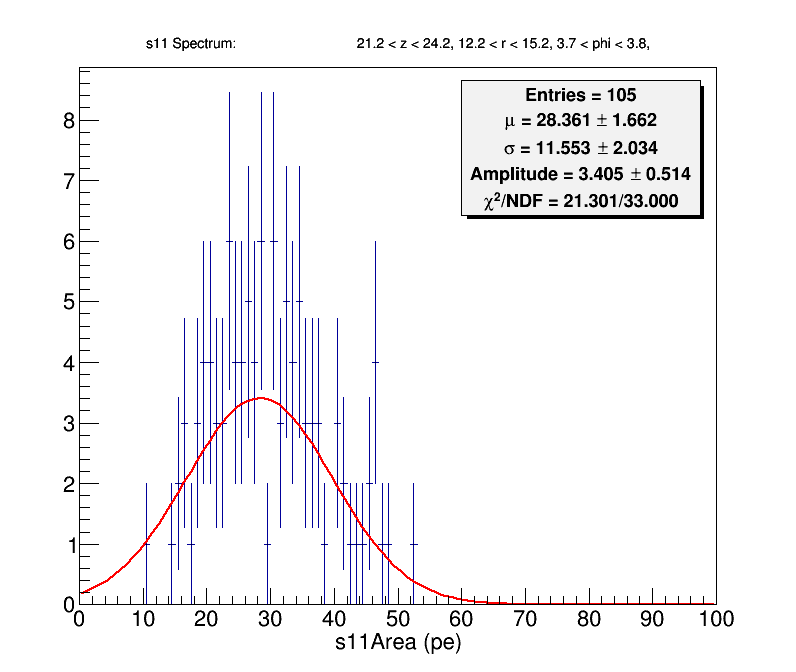 s11 Spectrum: 21.2 < z < 24.2, 12.2 < r < 15.2, 3.7 < phi < 3.8,
Entries = 105
μ = 28.361 ± 1.662
σ = 11.553 ± 2.034
Amplitude = 3.405 ± 0.514
χ²/NDF = 21.301/33.000
8
7
6
5
4
3
2
1
0
0 10 20 30 40 50 60 70 80 90 100
s11Area (pe)